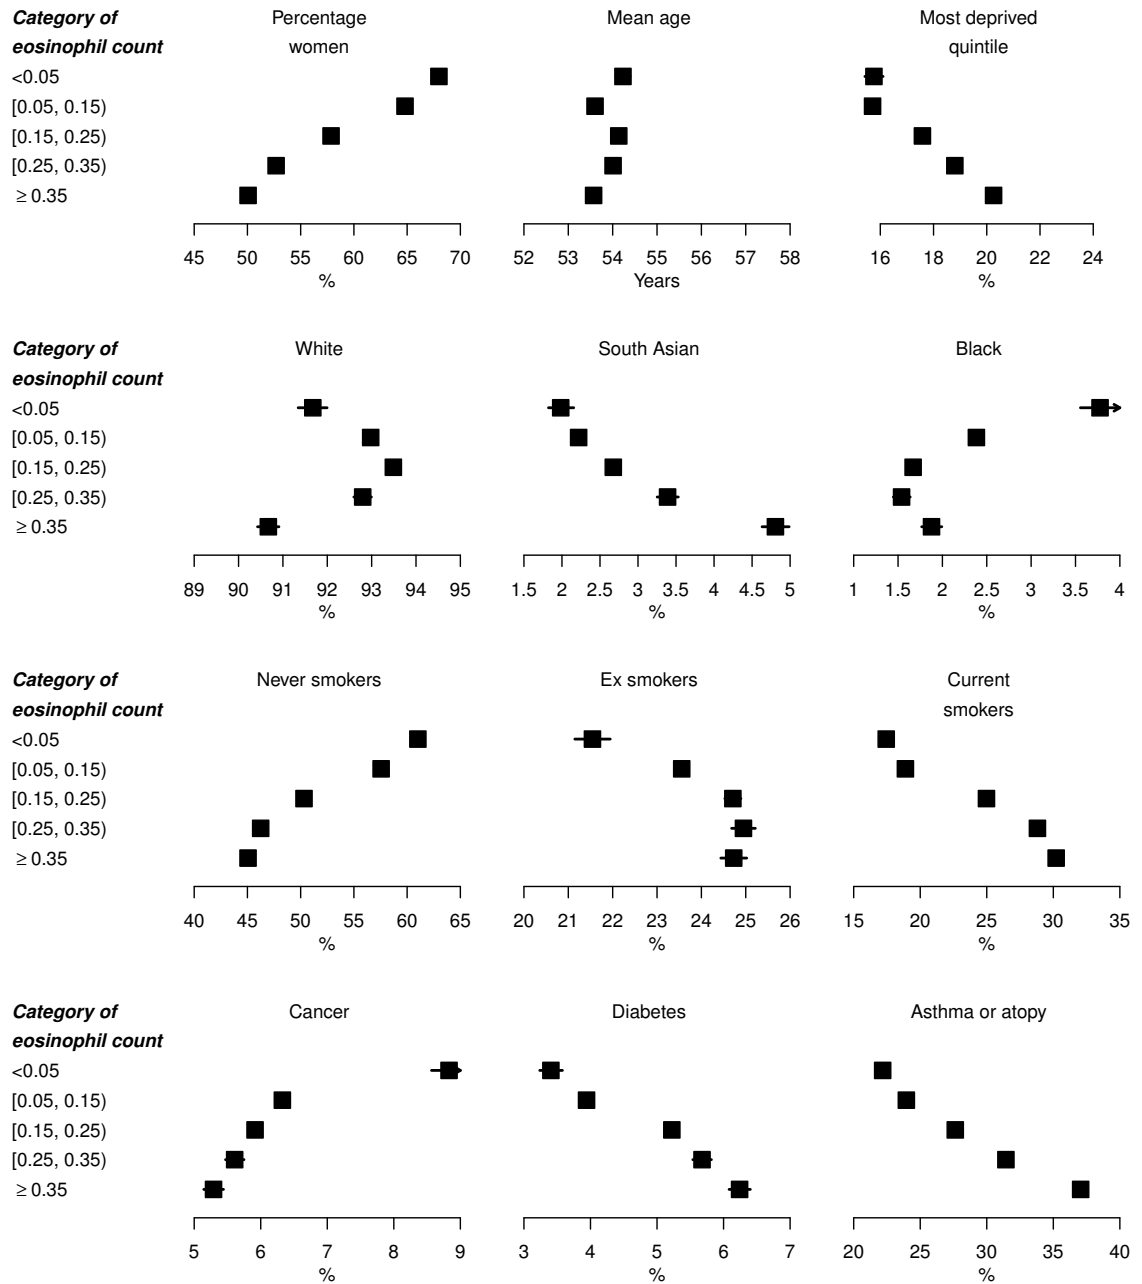 Category of Percentage Mean age Most deprived
eosinophil count women quintile
<0.05
[0.05, 0.15)
[0.15, 0.25)
[0.25, 0.35)
≥ 0.35
45 50 55 60 65 70 52 53 54 55 56 57 58 16 18 20 22 24
% Years %
Category of White South Asian Black
eosinophil count
<0.05
[0.05, 0.15)
[0.15, 0.25)
[0.25, 0.35)
≥ 0.35
89 90 91 92 93 94 95 1.5 2 2.5 3 3.5 4 4.5 5 1 1.5 2 2.5 3 3.5 4
% % %
Category of Never smokers Ex smokers Current
eosinophil count smokers
<0.05
[0.05, 0.15)
[0.15, 0.25)
[0.25, 0.35)
≥ 0.35
40 45 50 55 60 65 20 21 22 23 24 25 26 15 20 25 30 35
% % %
Category of Cancer Diabetes Asthma or atopy
eosinophil count
<0.05
[0.05, 0.15)
[0.15, 0.25)
[0.25, 0.35)
≥ 0.35
5 6 7 8 9 3 4 5 6 7 20 25 30 35 40
% % %